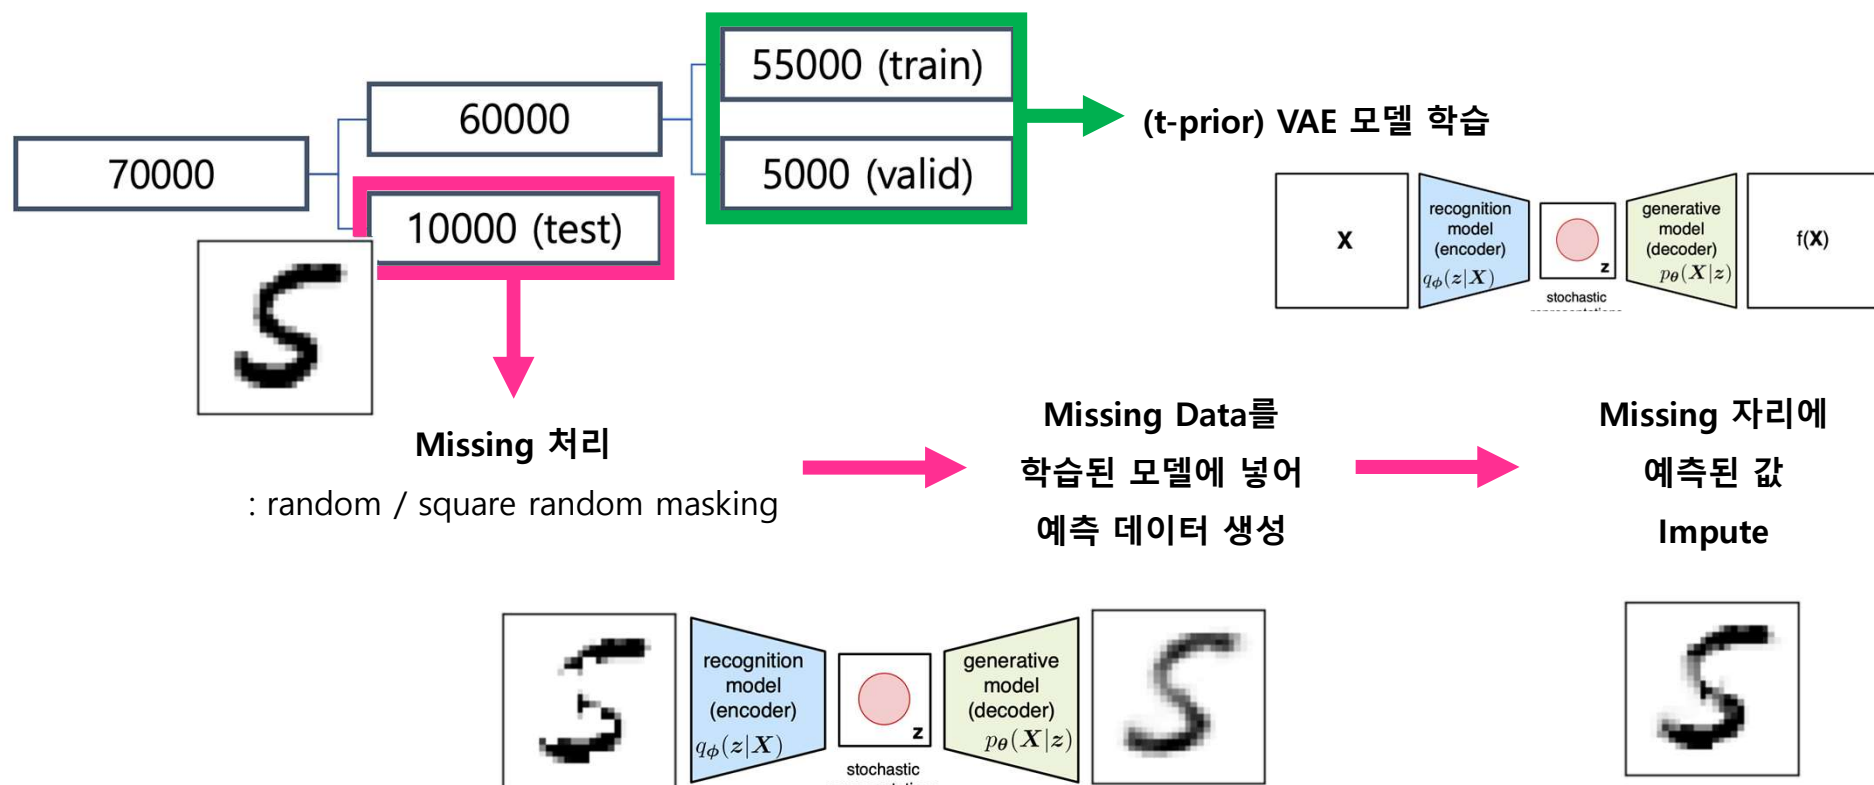 70000
60000
10000 (test)
55000 (train)
5000 (valid)
(t-prior) VAE 모델 학습
X
recognition
model
(encoder)
qϕ(z|X)
z
stochastic
generative
model
(decoder)
pθ(X|z)
f(X)
Missing 처리
: random / square random masking
Missing Data를
학습된 모델에 넣어
예측 데이터 생성
Missing 자리에
예측된 값
Impute
recognition
model
(encoder)
qϕ(z|X)
z
stochastic
generative
model
(decoder)
pθ(X|z)